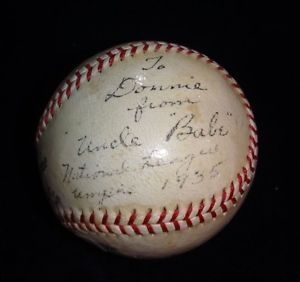 To
Donnie
from
"Uncle "Babe"
National League
Umpire 1935